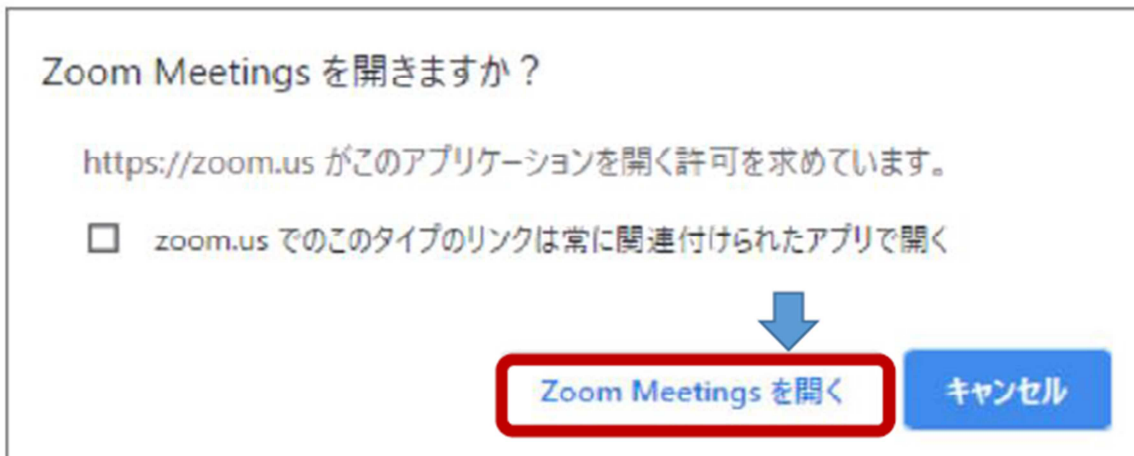 Zoom Meetings を開きますか？
https://zoom.us がこのアプリケーションを開く許可を求めています。
zoom.us でのこのタイプのリンクは常に関連付けられたアプリで開く
Zoom Meetings を開く
キャンセル